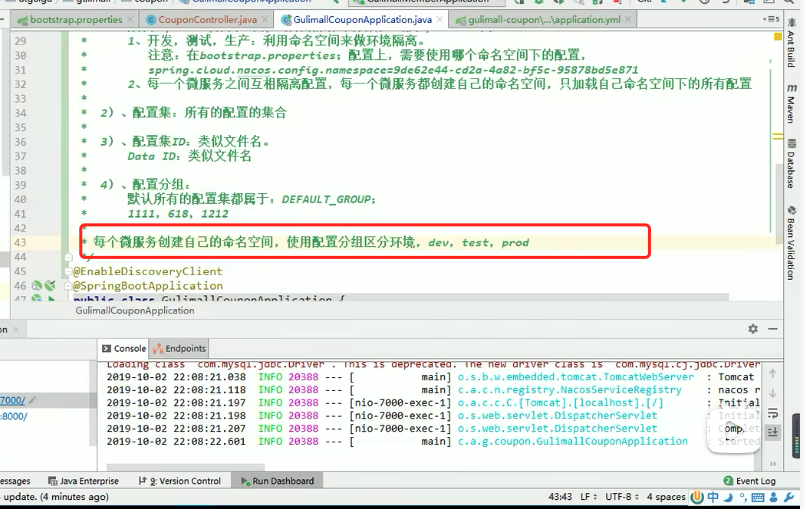 bootstrap.properties
CouponController.java
GulimallCouponApplication.java
gulimall-coupon\...\application.yml
29 * 1、开发，测试，生产：利用命名空间来做环境隔离。
30 * 注意：在bootstrap.properties；配置上，需要使用哪个命名空间下的配置，
31 * spring.cloud.nacos.config.namespace=9de62e44-cd2a-4a82-bf5c-95878bd5e871
32 * 2、每一个微服务之间互相隔离配置，每一个微服务都创建自己的命名空间，只加载自己命名空间下的所有配置
33 *
34 * 2）、配置集：所有的配置的集合
35 *
36 * 3）、配置集ID：类似文件名。
37 * Data ID：类似文件名
38 *
39 * 4）、配置分组：
40 * 默认所有的配置集都属于：DEFAULT_GROUP；
41 * 1111，618，1212
42 *
43 * 每个微服务创建自己的命名空间，使用配置分组区分环境，dev，test，prod
44 */
45 @EnableDiscoveryClient
46 @SpringBootApplication
47 public class GulimallCouponApplication {
GulimallCouponApplication
Ant Build
Maven
Database
Bean Validation
Console Endpoints
Loading class `com.mysql.jdbc.Driver'. This is deprecated. The new driver class is `com.mysql.cj.jdbc.Driver
2019-10-02 22:08:21.038 INFO 20388 --- [ main] o.s.b.w.embedded.tomcat.TomcatWebServer : Tomcat
2019-10-02 22:08:21.118 INFO 20388 --- [ main] c.a.c.n.registry.NacosServiceRegistry : nacos r
2019-10-02 22:08:21.197 INFO 20388 --- [nio-7000-exec-1] o.a.c.c.C.[Tomcat].[localhost].[/] : Initial
2019-10-02 22:08:21.198 INFO 20388 --- [nio-7000-exec-1] o.s.web.servlet.DispatcherServlet : Initial
2019-10-02 22:08:21.207 INFO 20388 --- [nio-7000-exec-1] o.s.web.servlet.DispatcherServlet : Compl
2019-10-02 22:08:22.601 INFO 20388 --- [ main] c.a.g.coupon.GulimallCouponApplication : Started
7000/
:8000/
essages Java Enterprise 9: Version Control Run Dashboard 2 Event Log
update. (4 minutes ago) 43:43 LF UTF-8 4 spaces 中